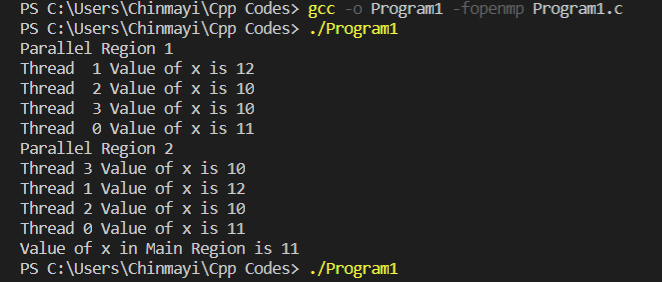 PS C:\Users\Chinmayi\Cpp Codes> gcc -o Program1 -fopenmp Program1.c
PS C:\Users\Chinmayi\Cpp Codes> ./Program1
Parallel Region 1
Thread  1 Value of x is 12
Thread  2 Value of x is 10
Thread  3 Value of x is 10
Thread  0 Value of x is 11
Parallel Region 2
Thread 3 Value of x is 10
Thread 1 Value of x is 12
Thread 2 Value of x is 10
Thread 0 Value of x is 11
Value of x in Main Region is 11
PS C:\Users\Chinmayi\Cpp Codes> ./Program1